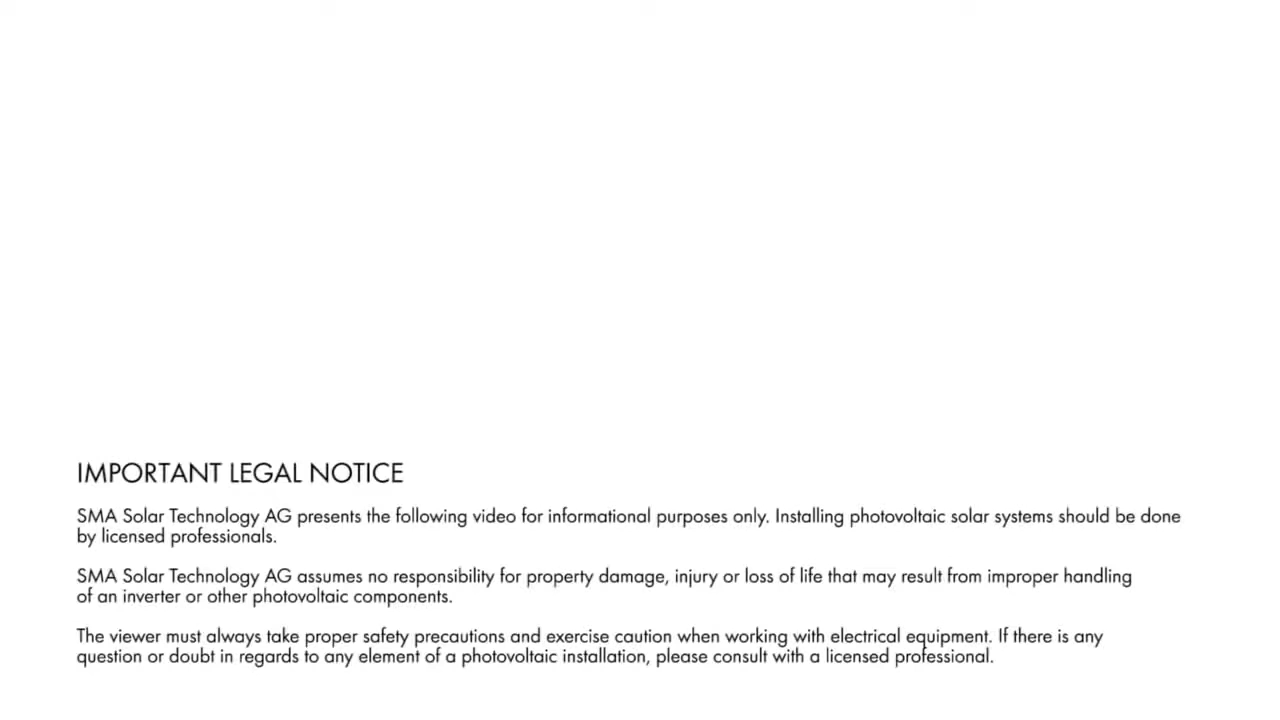 IMPORTANT LEGAL NOTICE
SMA Solar Technology AG presents the following video for informational purposes only. Installing photovoltaic solar systems should be done
by licensed professionals.
SMA Solar Technology AG assumes no responsibility for property damage, injury or loss of life that may result from improper handling
of an inverter or other photovoltaic components.
The viewer must always take proper safety precautions and exercise caution when working with electrical equipment. If there is any
question or doubt in regards to any element of a photovoltaic installation, please consult with a licensed professional.